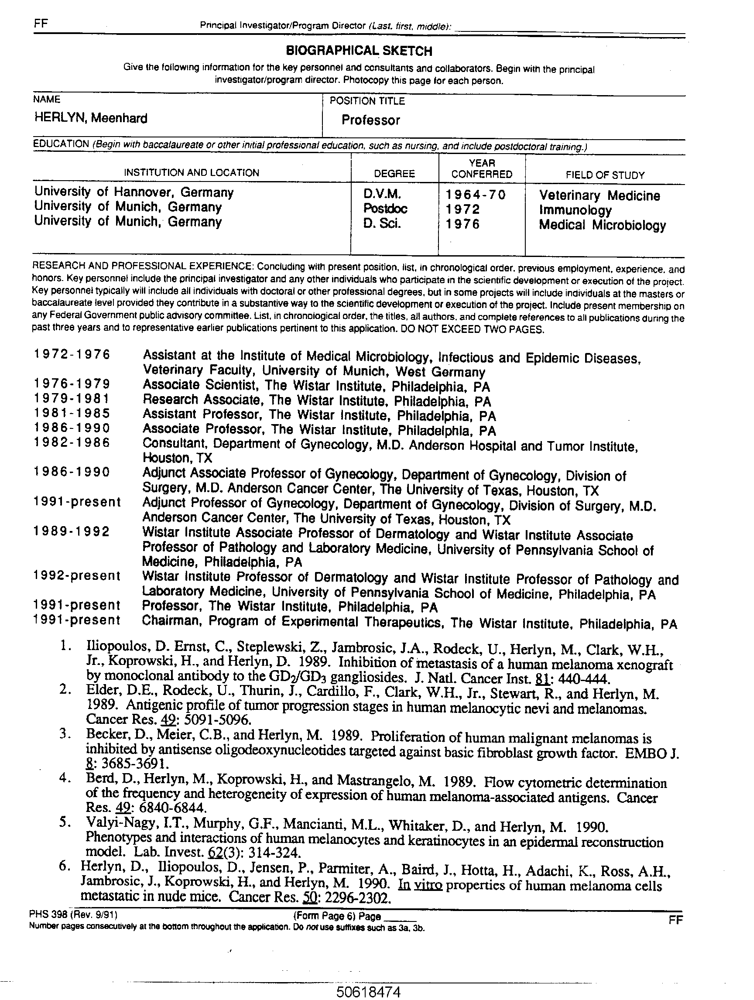 FF
Principal Investigator/Program Director (Last, first, middle):
BIOGRAPHICAL SKETCH
Give the following information for the key personnel and consultants and collaborators. Begin with the principal
investigator/program director. Photocopy this page for each person.
NAME
POSITION TITLE
HERLYN, Meenhard
Professor
EDUCATION (Begin with baccalaureate or other initial professional education, such as nursing, and include postdoctoral training.)
INSTITUTION AND LOCATION DEGREE YEAR CONFERRED FIELD OF STUDY
University of Hannover, Germany D.V.M. 1964-70 Veterinary Medicine
University of Munich, Germany Postdoc 1972 Immunology
University of Munich, Germany D. Sci. 1976 Medical Microbiology
RESEARCH AND PROFESSIONAL EXPERIENCE: Concluding with present position, list, in chronological order, previous employment, experience, and
honors. Key personnel include the principal investigator and any other individuals who participate in the scientific development or execution of the project.
Key personnel typically will include all individuals with doctoral or other professional degrees, but in some projects will include individuals at the masters or
baccalaureate level provided they contribute in a substantive way to the scientific development or execution of the project. Include present membership on
any Federal Government public advisory committee. List, in chronological order, the titles, all authors, and complete references to all publications during the
past three years and to representative earlier publications pertinent to this application. DO NOT EXCEED TWO PAGES.
1972-1976 Assistant at the Institute of Medical Microbiology, Infectious and Epidemic Diseases,
Veterinary Faculty, University of Munich, West Germany
1976-1979 Associate Scientist, The Wistar Institute, Philadelphia, PA
1979-1981 Research Associate, The Wistar Institute, Philadelphia, PA
1981-1985 Assistant Professor, The Wistar Institute, Philadelphia, PA
1986-1990 Associate Professor, The Wistar Institute, Philadelphia, PA
1982-1986 Consultant, Department of Gynecology, M.D. Anderson Hospital and Tumor Institute,
Houston, TX
1986-1990 Adjunct Associate Professor of Gynecology, Department of Gynecology, Division of
Surgery, M.D. Anderson Cancer Center, The University of Texas, Houston, TX
1991-present Adjunct Professor of Gynecology, Department of Gynecology, Division of Surgery, M.D.
Anderson Cancer Center, The University of Texas, Houston, TX
1989-1992 Wistar Institute Associate Professor of Dermatology and Wistar Institute Associate
Professor of Pathology and Laboratory Medicine, University of Pennsylvania School of
Medicine, Philadelphia, PA
1992-present Wistar Institute Professor of Dermatology and Wistar Institute Professor of Pathology and
Laboratory Medicine, University of Pennsylvania School of Medicine, Philadelphia, PA
1991-present Professor, The Wistar Institute, Philadelphia, PA
1991-present Chairman, Program of Experimental Therapeutics, The Wistar Institute, Philadelphia, PA
1. Iliopoulos, D. Ernst, C., Steplewski, Z., Jambrosic, J.A., Rodeck, U., Herlyn, M., Clark, W.H.,
Jr., Koprowski, H., and Herlyn, D. 1989. Inhibition of metastasis of a human melanoma xenograft
by monoclonal antibody to the GD2/GD3 gangliosides. J. Natl. Cancer Inst. 81: 440-444.
2. Elder, D.E., Rodeck, U., Thurin, J., Cardillo, F., Clark, W.H., Jr., Stewart, R., and Herlyn, M.
1989. Antigenic profile of tumor progression stages in human melanocytic nevi and melanomas.
Cancer Res. 49: 5091-5096.
3. Becker, D., Meier, C.B., and Herlyn, M. 1989. Proliferation of human malignant melanomas is
inhibited by antisense oligodeoxynucleotides targeted against basic fibroblast growth factor. EMBO J.
8: 3685-3691.
4. Berd, D., Herlyn, M., Koprowski, H., and Mastrangelo, M. 1989. Flow cytometric determination
of the frequency and heterogeneity of expression of human melanoma-associated antigens. Cancer
Res. 49: 6840-6844.
5. Valyi-Nagy, I.T., Murphy, G.F., Mancianti, M.L., Whitaker, D., and Herlyn, M. 1990.
Phenotypes and interactions of human melanocytes and keratinocytes in an epidermal reconstruction
model. Lab. Invest. 62(3): 314-324.
6. Herlyn, D., Iliopoulos, D., Jensen, P., Parmiter, A., Baird, J., Hotta, H., Adachi, K., Ross, A.H.,
Jambrosic, J., Koprowski, H., and Herlyn, M. 1990. In vitro properties of human melanoma cells
metastatic in nude mice. Cancer Res. 50: 2296-2302.
PHS 398 (Rev. 9/91) (Form Page 6) Page FF
Number pages consecutively at the bottom throughout the application. Do not use suffixes such as 3a, 3b.
50618474